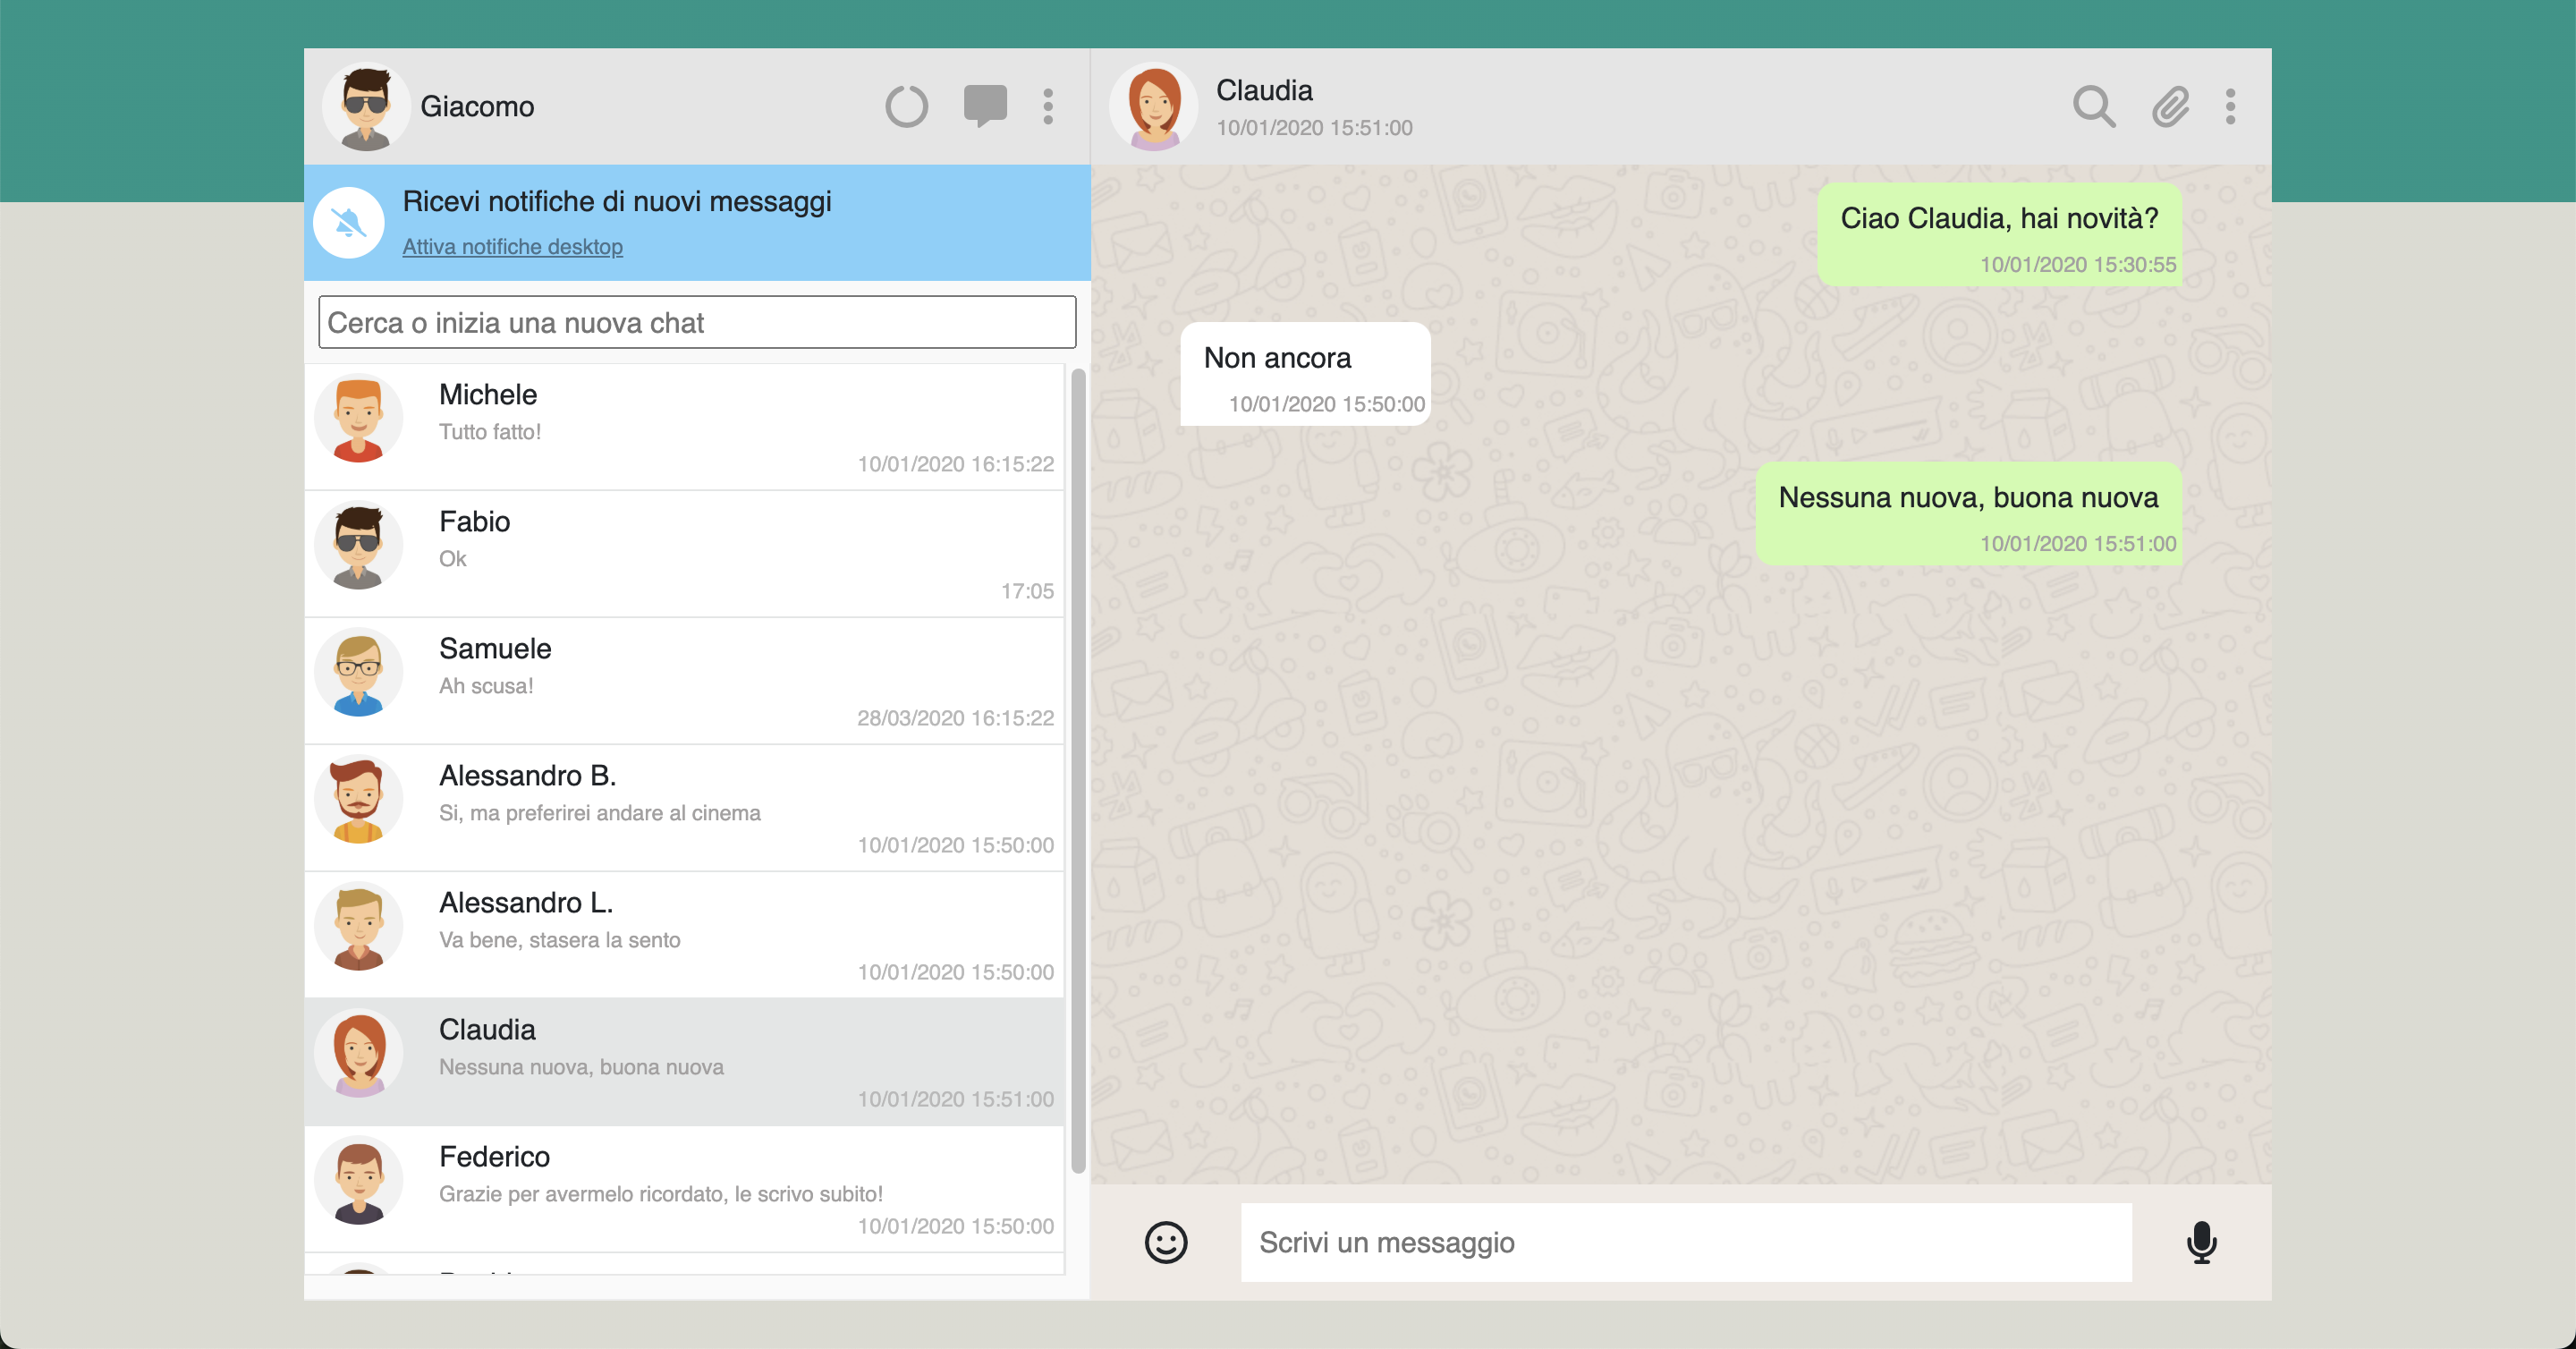 Giacomo
Ricevi notifiche di nuovi messaggi
Attiva notifiche desktop
Cerca o inizia una nuova chat
Michele
Tutto fatto!
10/01/2020 16:15:22
Fabio
Ok
17:05
Samuele
Ah scusa!
28/03/2020 16:15:22
Alessandro B.
Si, ma preferirei andare al cinema
10/01/2020 15:50:00
Alessandro L.
Va bene, stasera la sento
10/01/2020 15:50:00
Claudia
Nessuna nuova, buona nuova
10/01/2020 15:51:00
Federico
Grazie per avermelo ricordato, le scrivo subito!
10/01/2020 15:50:00
Claudia
10/01/2020 15:51:00
Ciao Claudia, hai novità?
10/01/2020 15:30:55
Non ancora
10/01/2020 15:50:00
Nessuna nuova, buona nuova
10/01/2020 15:51:00
Scrivi un messaggio